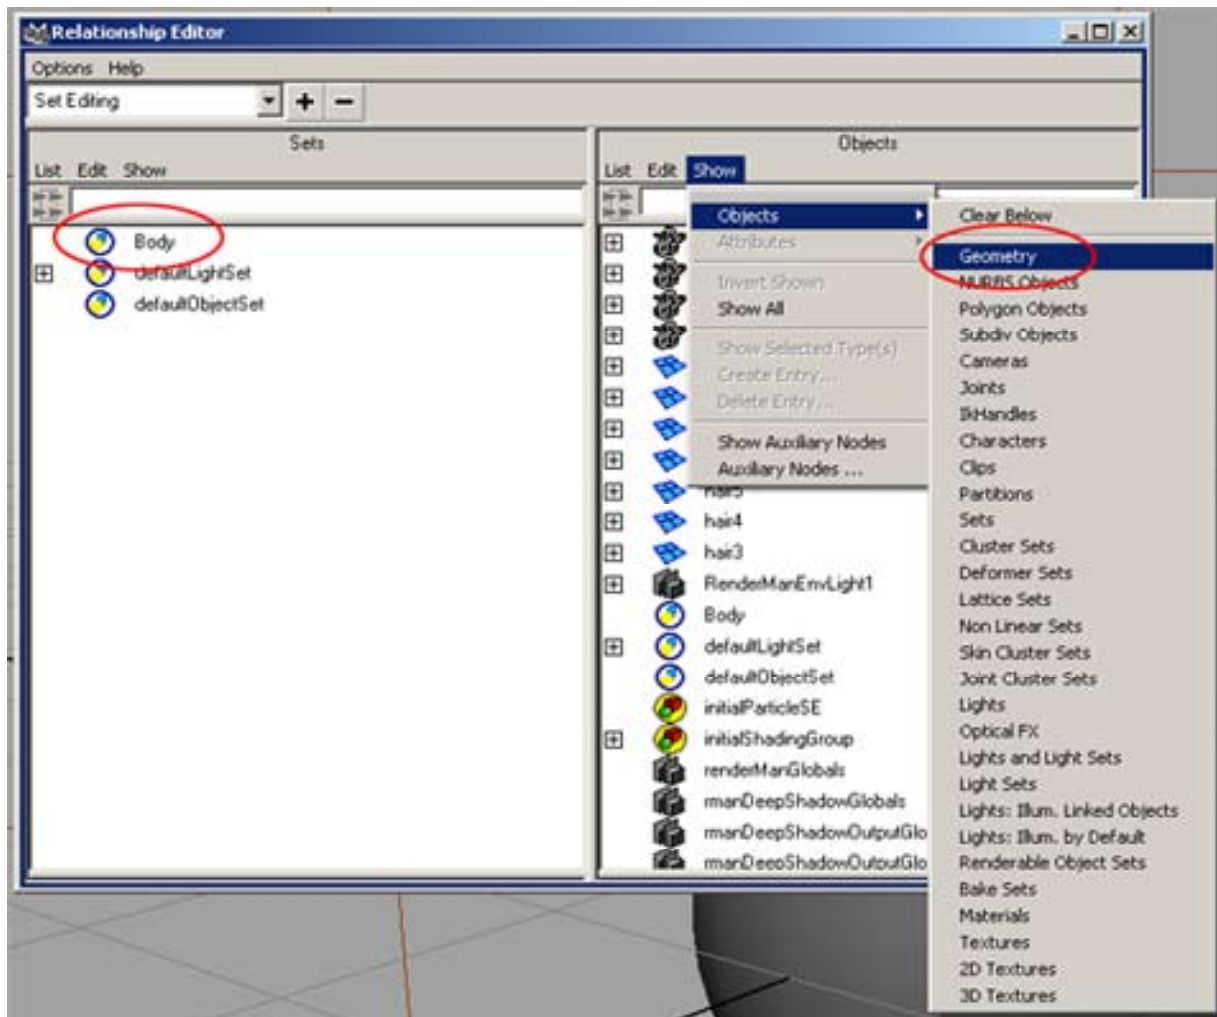 Relationship Editor
Options Help
Set Editing
Sets
List Edit Show
Body
defaultLightSet
defaultObjectSet
Objects
List Edit Show
hair5
hair4
hair3
RenderManEnvLight1
Body
defaultLightSet
defaultObjectSet
initialParticleSE
initialShadingGroup
renderManGlobals
rmanDeepShadowGlobals
rmanDeepShadowOutputGlo
rmanDeepShadowOutputGlo
Objects
Attributes
Invert Shown
Show All
Show Selected Type(s)
Create Entry...
Delete Entry...
Show Auxiliary Nodes
Auxiliary Nodes ...
Clear Below
Geometry
NURBS Objects
Polygon Objects
Subdiv Objects
Cameras
Joints
IkHandles
Characters
Clips
Partitions
Sets
Cluster Sets
Deformer Sets
Lattice Sets
Non Linear Sets
Skin Cluster Sets
Joint Cluster Sets
Lights
Optical FX
Lights and Light Sets
Light Sets
Lights: Illum. Linked Objects
Lights: Illum. by Default
Renderable Object Sets
Bake Sets
Materials
Textures
2D Textures
3D Textures